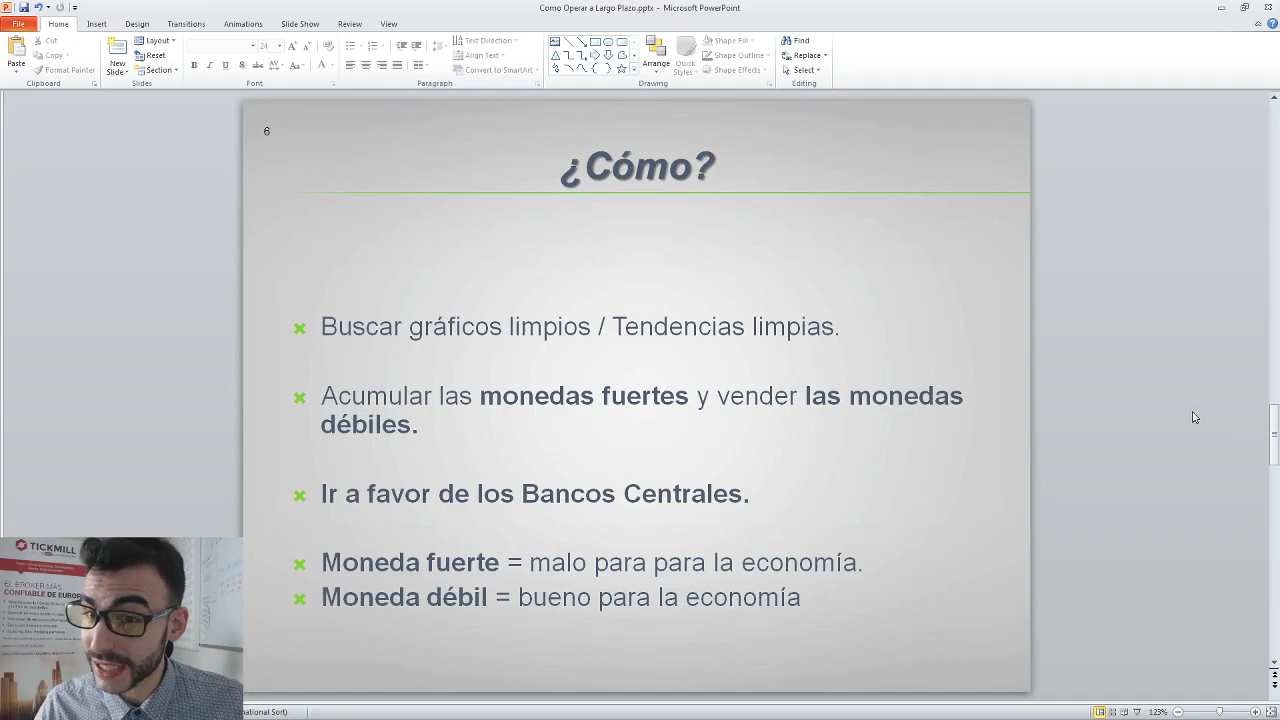 Como Operar a Largo Plazo.pptx - Microsoft PowerPoint
File Home Insert Design Transitions Animations Slide Show Review View
Paste
Cut
Copy
Format Painter
Clipboard
New Slide
Layout
Reset
Section
Slides
24
Font
Paragraph
Text Direction
Align Text
Convert to SmartArt
Arrange
Quick Styles
Shape Fill
Shape Outline
Shape Effects
Drawing
Find
Replace
Select
Editing
6
¿Cómo?
Buscar gráficos limpios / Tendencias limpias.
Acumular las monedas fuertes y vender las monedas
débiles.
Ir a favor de los Bancos Centrales.
Moneda fuerte = malo para para la economía.
Moneda débil = bueno para la economía
TICKMILL
EL BROKER MÁS
CONFIABLE DE EUROPA
national Sort)
123%